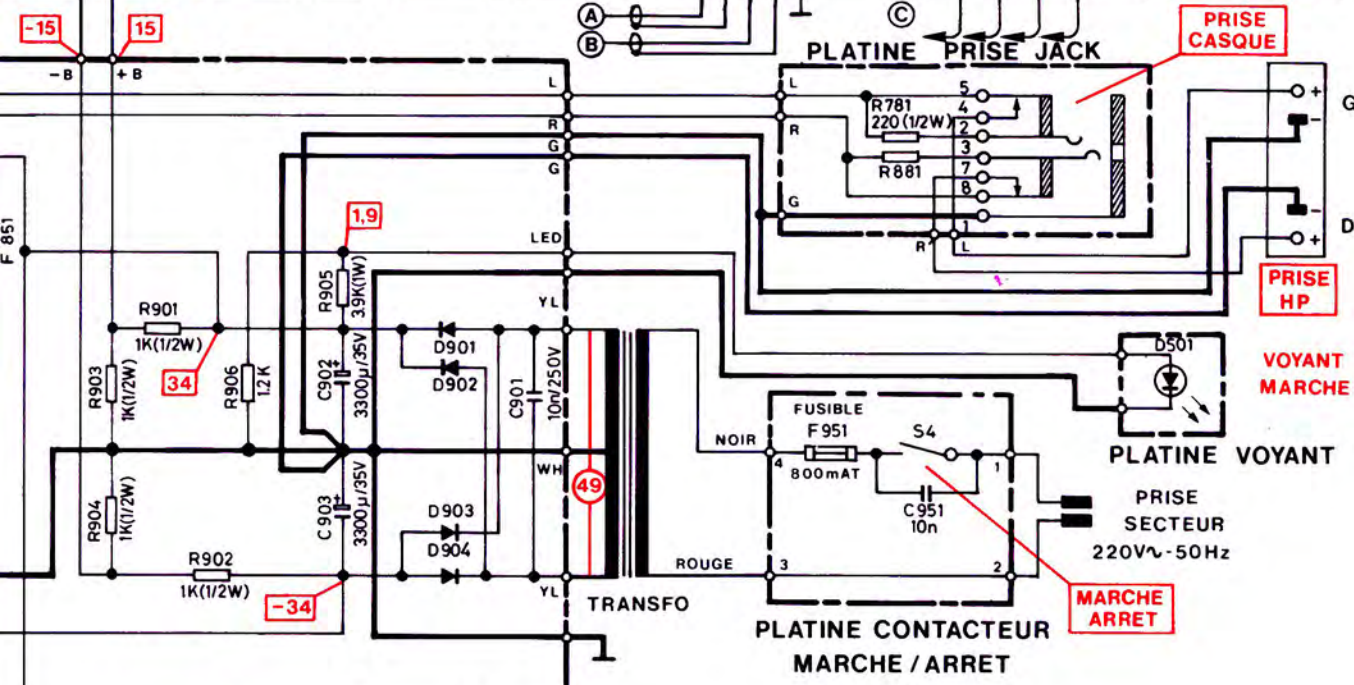 -15
15
A
B
C
PRISE
CASQUE
PLATINE PRISE JACK
-B
+B
L
R
G
G
L
R
G
R781
220 (1/2W)
R881
5
4
2
3
7
8
1
R
L
+
-
-
+
G
D
PRISE
HP
F 851
1,9
LED
R905
3.9K(1W)
YL
R901
1K(1/2W)
34
R903
1K(1/2W)
R906
1.2K
C902
+
3300µ/35V
D901
D902
C901
10n/250V
D501
VOYANT
MARCHE
PLATINE VOYANT
NOIR
4
FUSIBLE
F951
800mAT
S4
1
C951
10n
PRISE
SECTEUR
220V∿-50Hz
WH
49
R904
1K(1/2W)
C903
+
3300µ/35V
D903
D904
R902
1K(1/2W)
-34
YL
TRANSFO
ROUGE
3
2
MARCHE
ARRET
PLATINE CONTACTEUR
MARCHE / ARRET